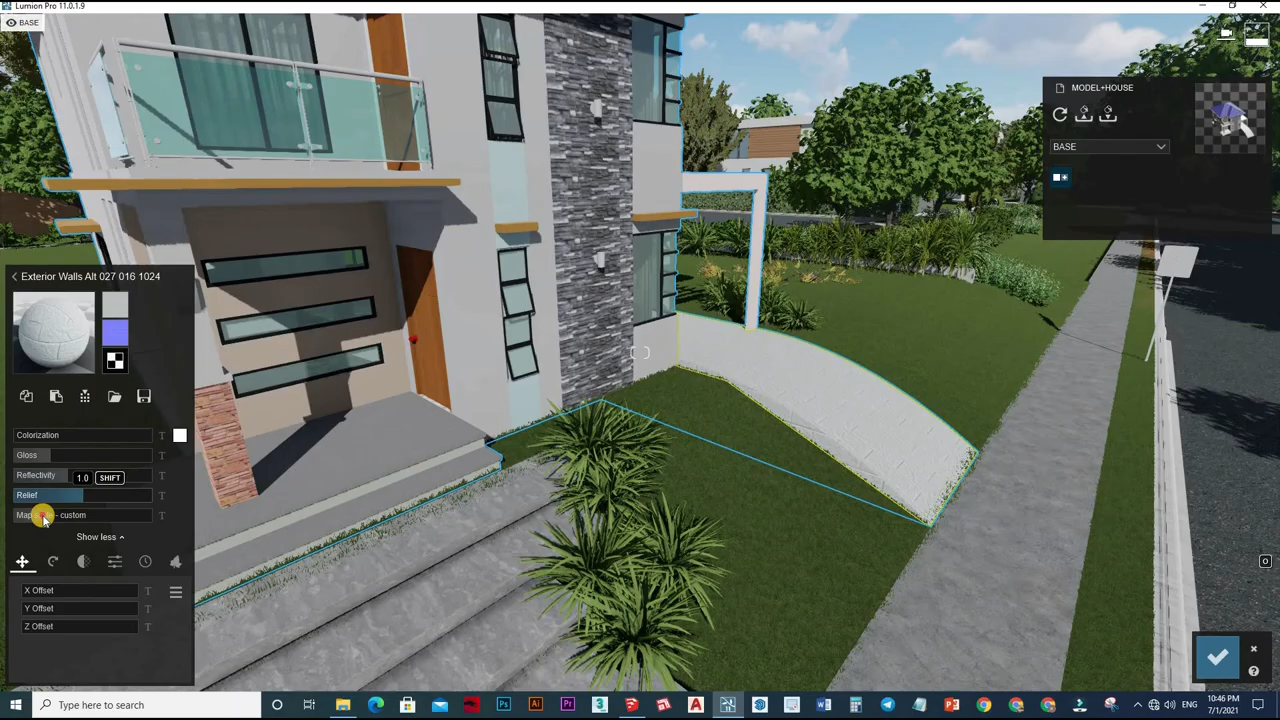 Lumion Pro 11.0.1.9
BASE
MODEL+HOUSE
BASE
Exterior Walls Alt 027 016 1024
Colorization
T
Gloss
T
Reflectivity
1.0
SHIFT
T
Relief
T
- custom
T
Show less
X Offset
T
Y Offset
T
Z Offset
T
O
Type here to search
10:46 PM
7/1/2021